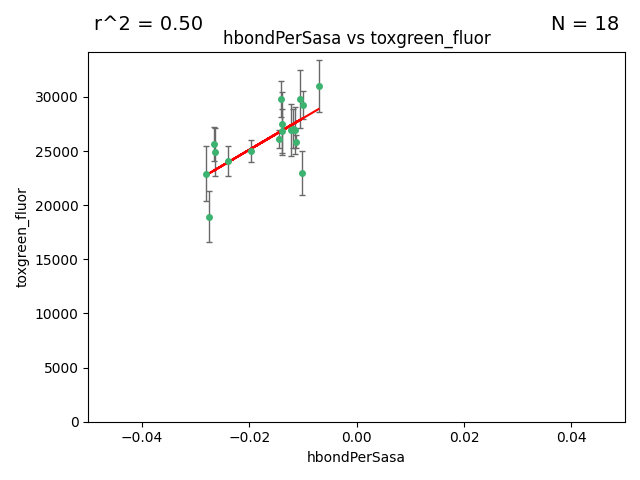 r^2 = 0.50
N = 18
hbondPerSasa vs toxgreen_fluor
30000
25000
20000
15000
10000
5000
0
toxgreen_fluor
−0.04
−0.02
0.00
0.02
0.04
hbondPerSasa